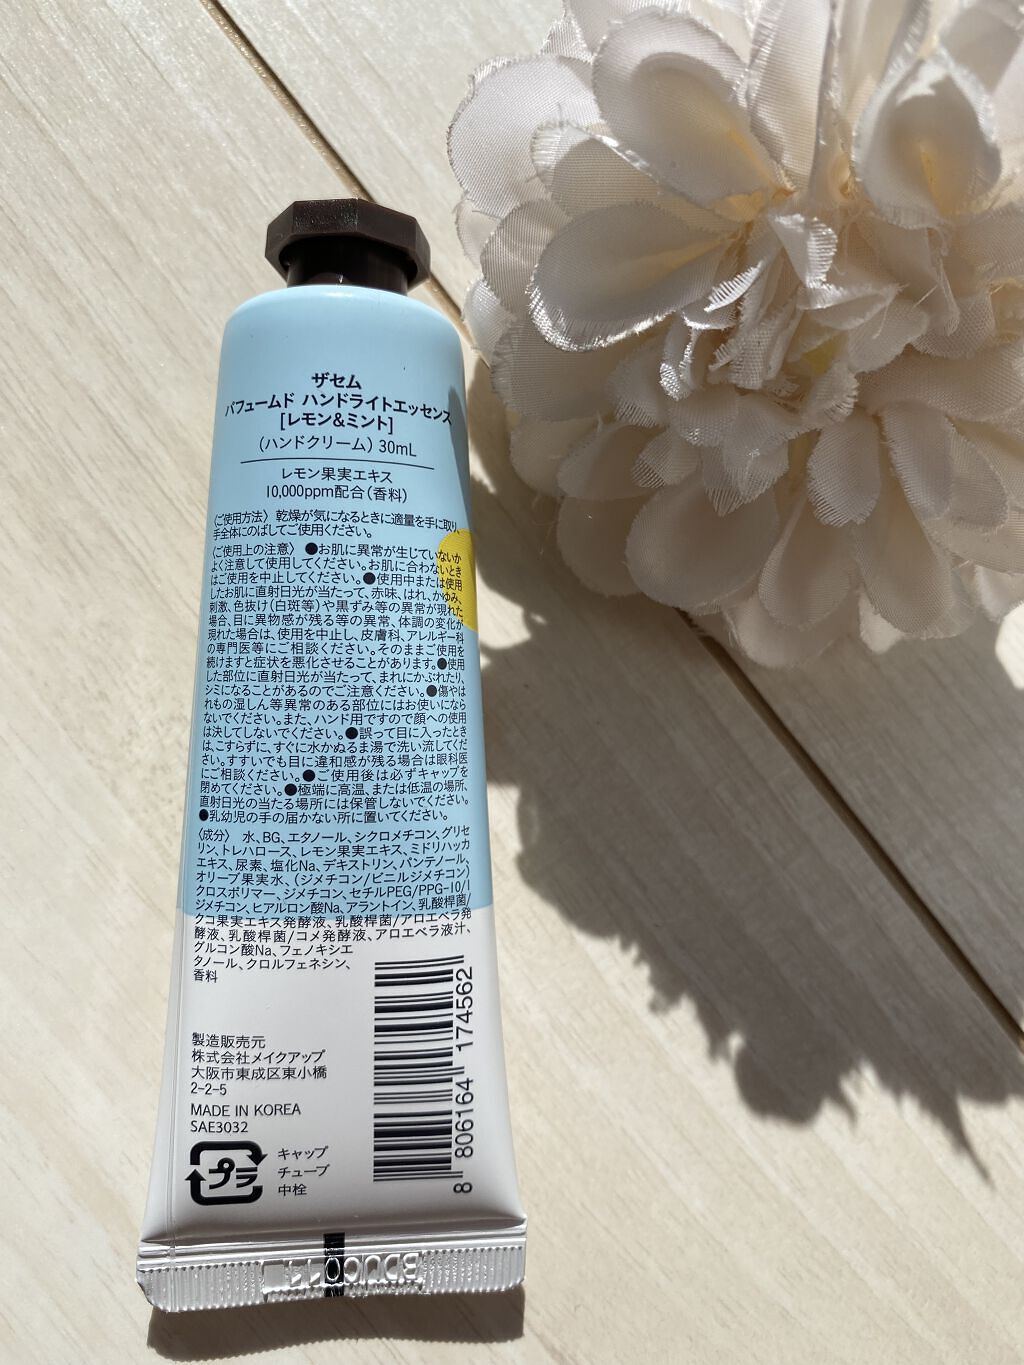 ザセム
パフュームド ハンドライトエッセンス
[レモン&ミント]
(ハンドクリーム) 30mL
レモン果実エキス
10,000ppm配合(香料)
〈ご使用方法〉 乾燥が気になるときに適量を手に取り、
手全体にのばしてご使用ください。
〈ご使用上の注意〉 ●お肌に異常が生じていないか
よく注意して使用してください。お肌に合わないとき
はご使用を中止してください。●使用中または使用
したお肌に直射日光が当たって、赤味、はれ、かゆみ、
刺激、色抜け(白斑等)や黒ずみ等の異常が現れた
場合、目に異物感が残る等の異常、体調の変化が
現れた場合は、使用を中止し、皮膚科、アレルギー科
の専門医等にご相談ください。そのままご使用を
続けますと症状を悪化させることがあります。●使用
した部位に直射日光が当たって、まれにかぶれたり、
シミになることがあるのでご注意ください。●傷やは
れもの湿しん等異常のある部位にはお使いになら
ないでください。また、ハンド用ですので顔への使用
は決してしないでください。●誤って目に入ったとき
は、こすらずに、すぐに水かぬるま湯で洗い流してくだ
さい。すすいでも目に違和感が残る場合は眼科医
にご相談ください。●ご使用後は必ずキャップを
閉めてください。●極端に高温、または低温の場所、
直射日光の当たる場所には保管しないでください。
●乳幼児の手の届かない所に置いてください。
〈成分〉 水、BG、エタノール、シクロメチコン、グリセ
リン、トレハロース、レモン果実エキス、ミドリハッカ
エキス、尿素、塩化Na、デキストリン、パンテノール、
オリーブ果実水、(ジメチコン/ビニルジメチコン)
クロスポリマー、ジメチコン、セチルPEG/PPG-10/1
ジメチコン、ヒアルロン酸Na、アラントイン、乳酸桿菌/
クコ果実エキス発酵液、乳酸桿菌/アロエベラ発
酵液、乳酸桿菌/コメ発酵液、アロエベラ液汁、
グルコン酸Na、フェノキシエ
タノール、クロルフェネシン、
香料
製造販売元
株式会社メイクアップ
大阪市東成区東小橋
2-2-5
MADE IN KOREA
SAE3032
プラ
キャップ
チューブ
中栓
8 806164 174562